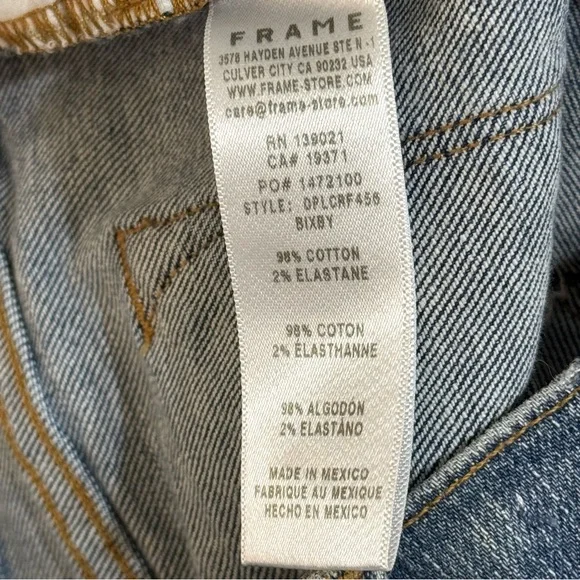 FRAME
3578 HAYDEN AVENUE STE N-1
CULVER CITY CA 90232 USA
WWW.FRAME-STORE.COM
care@frame-store.com
RN 139021
CA# 19371
PO# 1472100
STYLE: OPLCRF456
BIXBY
98% COTTON
2% ELASTANE
98% COTON
2% ÉLASTHANNE
98% ALGODÓN
2% ELASTANO
MADE IN MEXICO
FABRIQUÉ AU MEXIQUE
HECHO EN MEXICO